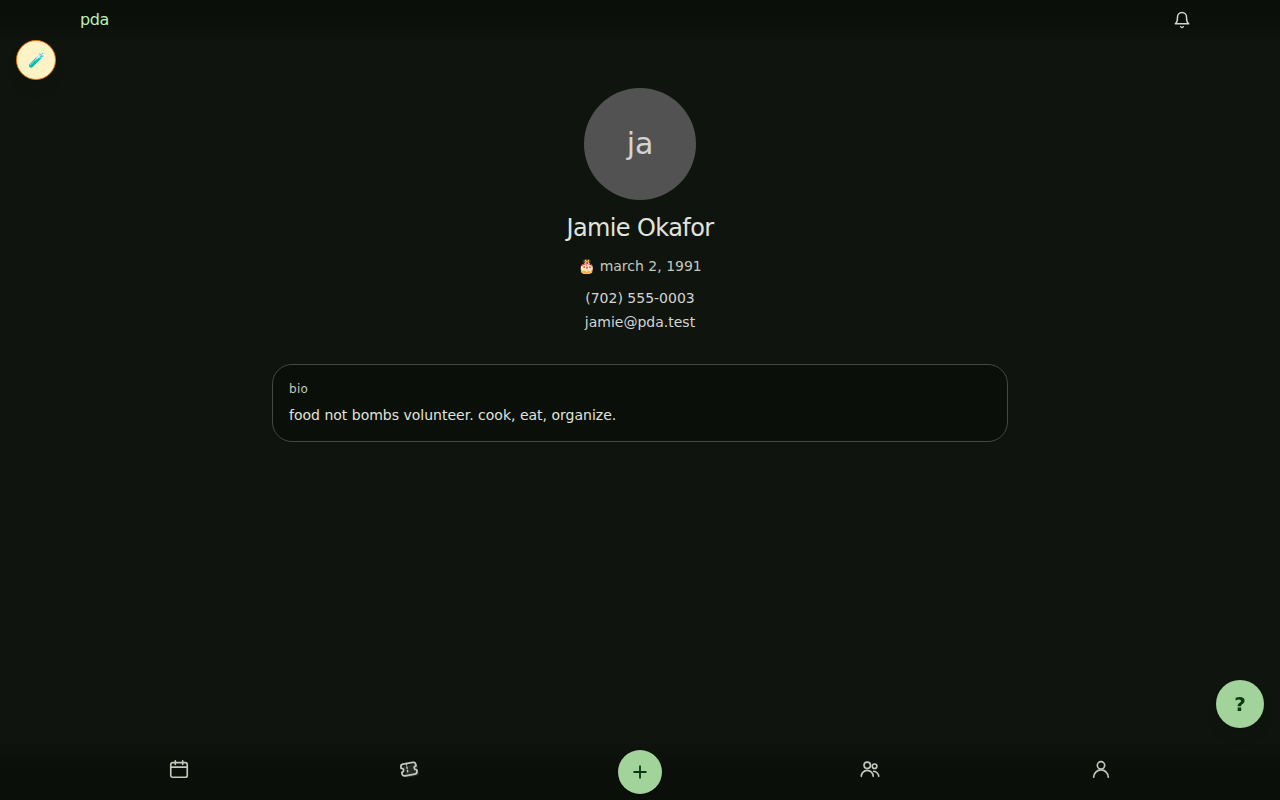 pda
ja
Jamie Okafor
🎂 march 2, 1991
(702) 555-0003
jamie@pda.test
bio
food not bombs volunteer. cook, eat, organize.
?